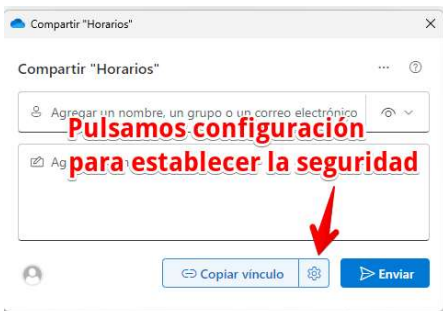 Compartir "Horarios"
Compartir "Horarios"
Agregar un nombre, un grupo o un correo electrónico
Pulsamos configuración
para establecer la seguridad
Copiar vínculo
Enviar